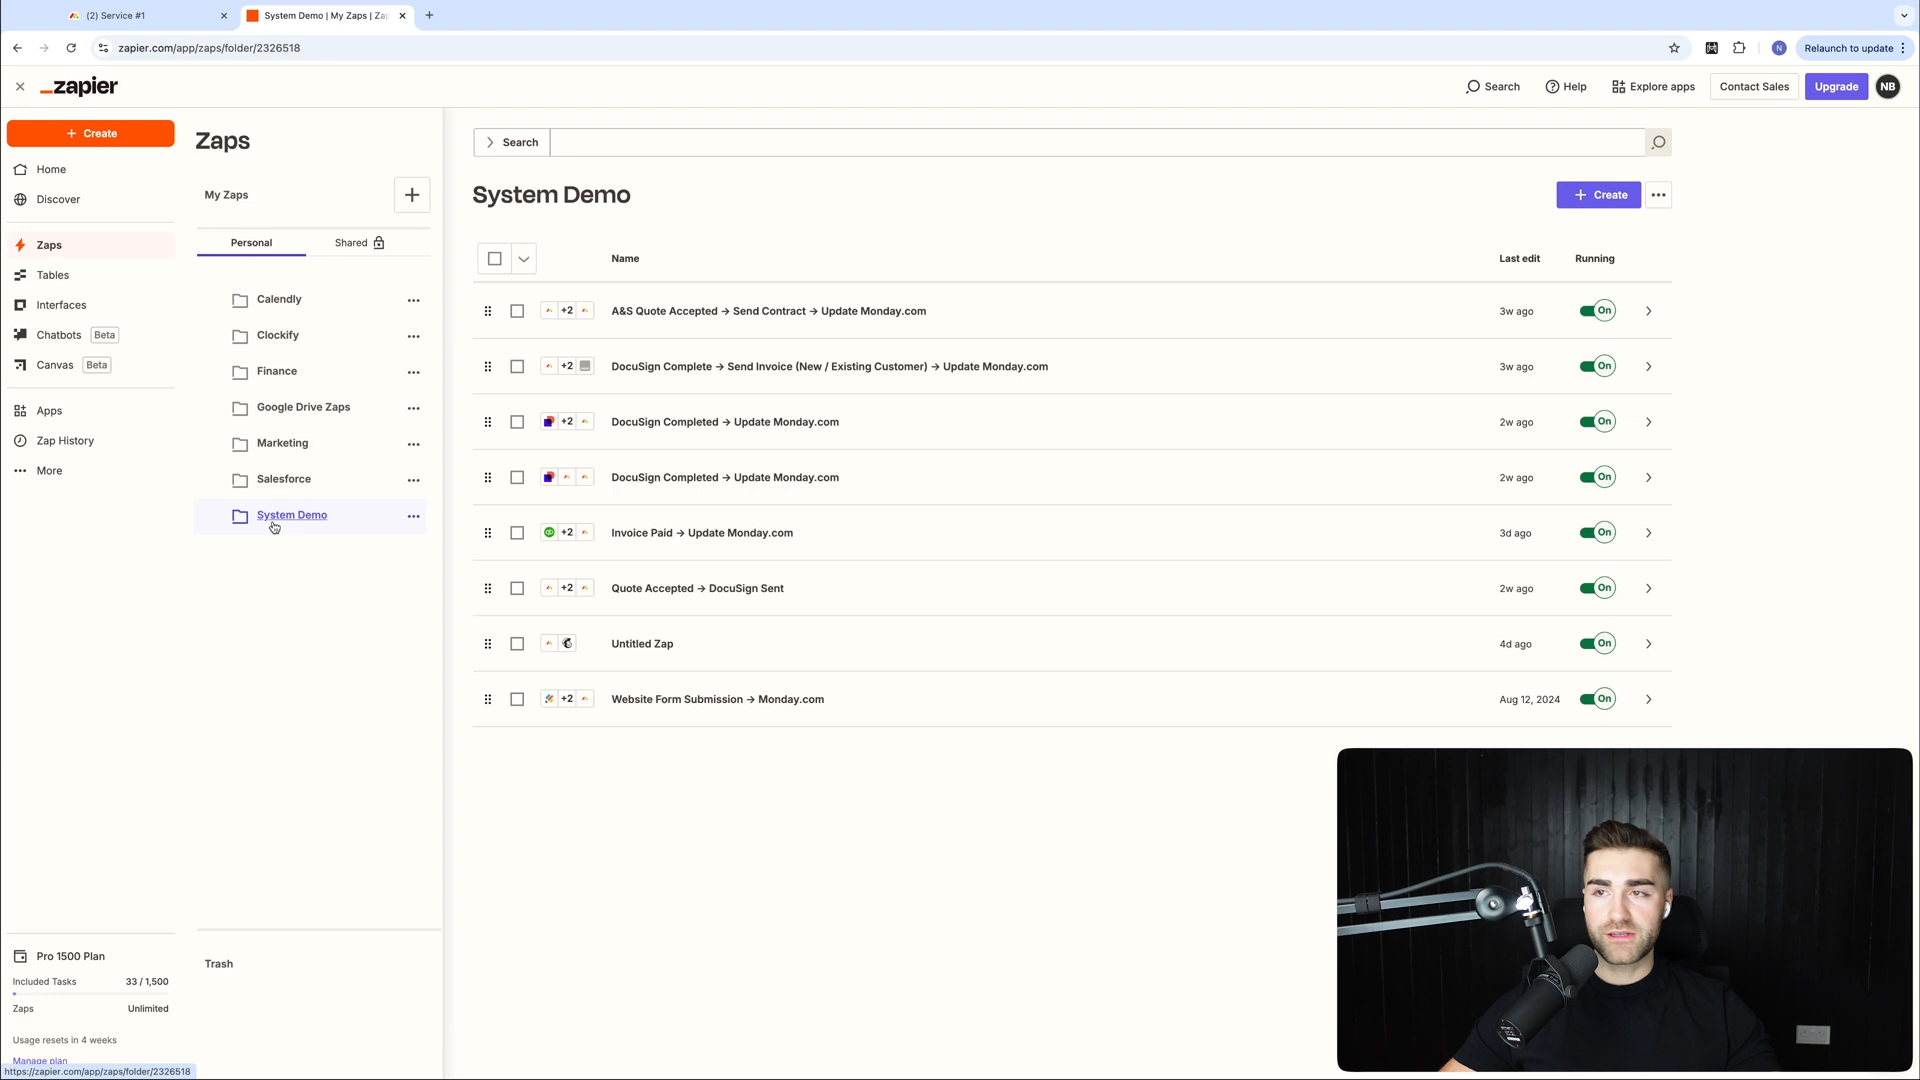 (2) Service #1
System Demo | My Zaps | Za
zapier.com/app/zaps/folder/2326518
N
Relaunch to update
zapier
Search
Help
Explore apps
Contact Sales
Upgrade
NB
Create
Home
Discover
Zaps
Tables
Interfaces
Chatbots Beta
Canvas Beta
Apps
Zap History
More
Pro 1500 Plan
Included Tasks 33 / 1,500
Zaps Unlimited
Usage resets in 4 weeks
Manage plan
https://zapier.com/app/zaps/folder/2326518
Zaps
My Zaps
Personal Shared
Calendly
Clockify
Finance
Google Drive Zaps
Marketing
Salesforce
System Demo
Trash
Search
System Demo
Create
Name Last edit Running
+2 A&S Quote Accepted → Send Contract → Update Monday.com 3w ago On
+2 DocuSign Complete → Send Invoice (New / Existing Customer) → Update Monday.com 3w ago On
+2 DocuSign Completed → Update Monday.com 2w ago On
DocuSign Completed → Update Monday.com 2w ago On
qb +2 Invoice Paid → Update Monday.com 3d ago On
+2 Quote Accepted → DocuSign Sent 2w ago On
Untitled Zap 4d ago On
+2 Website Form Submission → Monday.com Aug 12, 2024 On